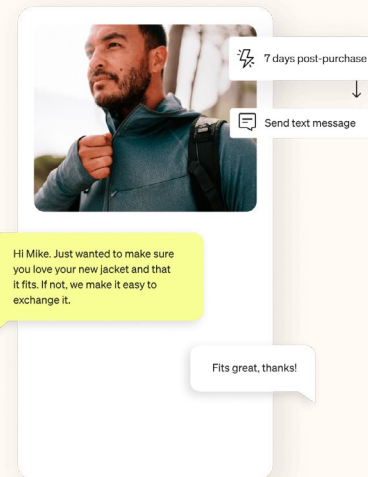 7 days post-purchase
Send text message
Hi Mike. Just wanted to make sure
you love your new jacket and that
it fits. If not, we make it easy to
exchange it.
Fits great, thanks!